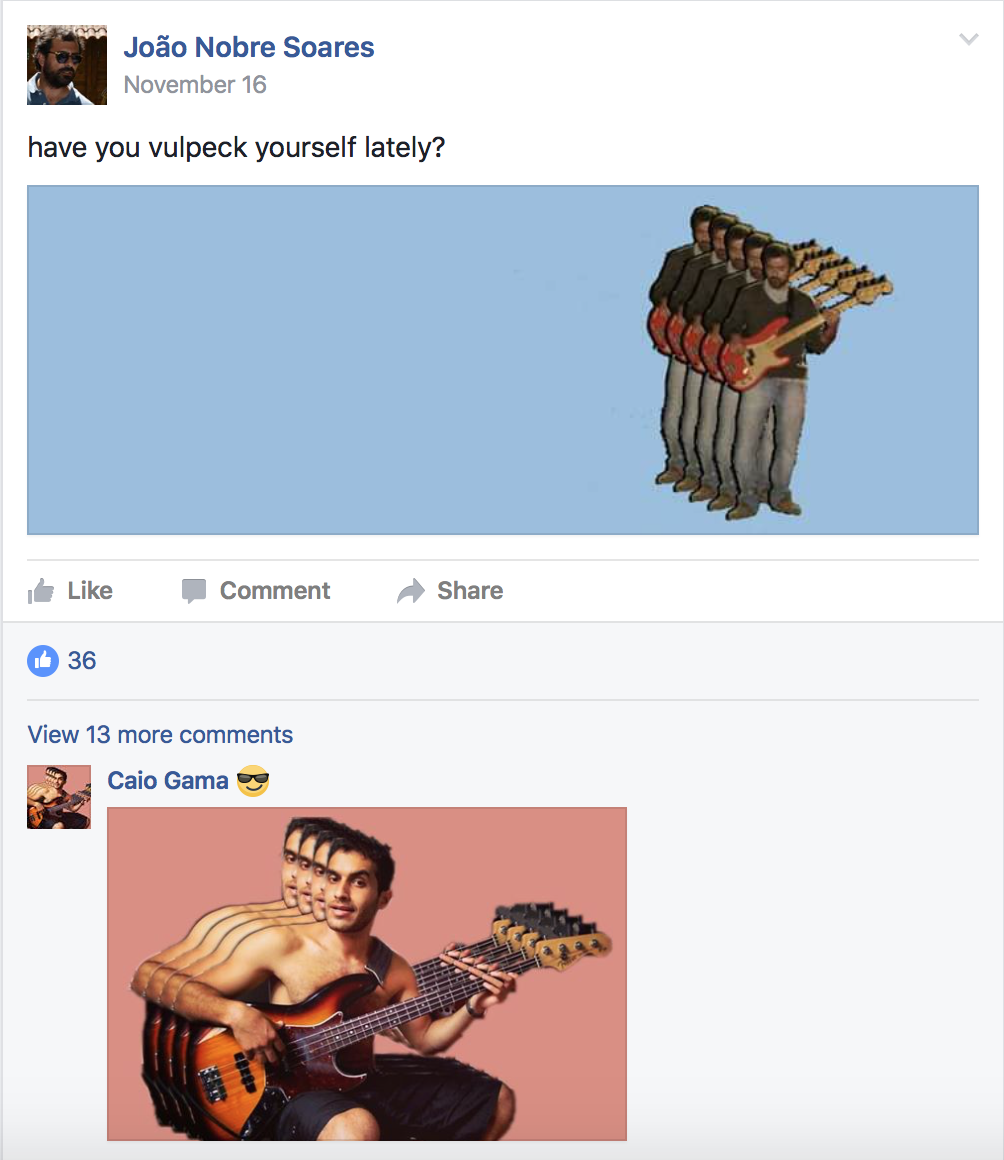 João Nobre Soares
November 16
have you vulpeck yourself lately?
Like Comment Share
36
View 13 more comments
Caio Gama 😎